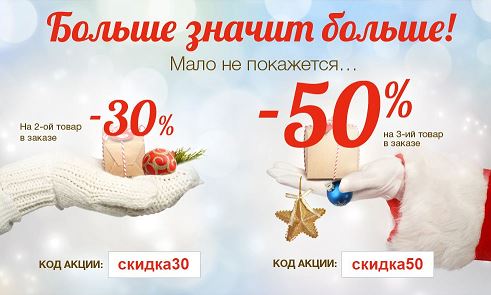 Больше значит больше!
Мало не покажется...
На 2-ой товар
в заказе
-30%
-50%
на 3-ий товар
в заказе
КОД АКЦИИ: скидка30
КОД АКЦИИ: скидка50